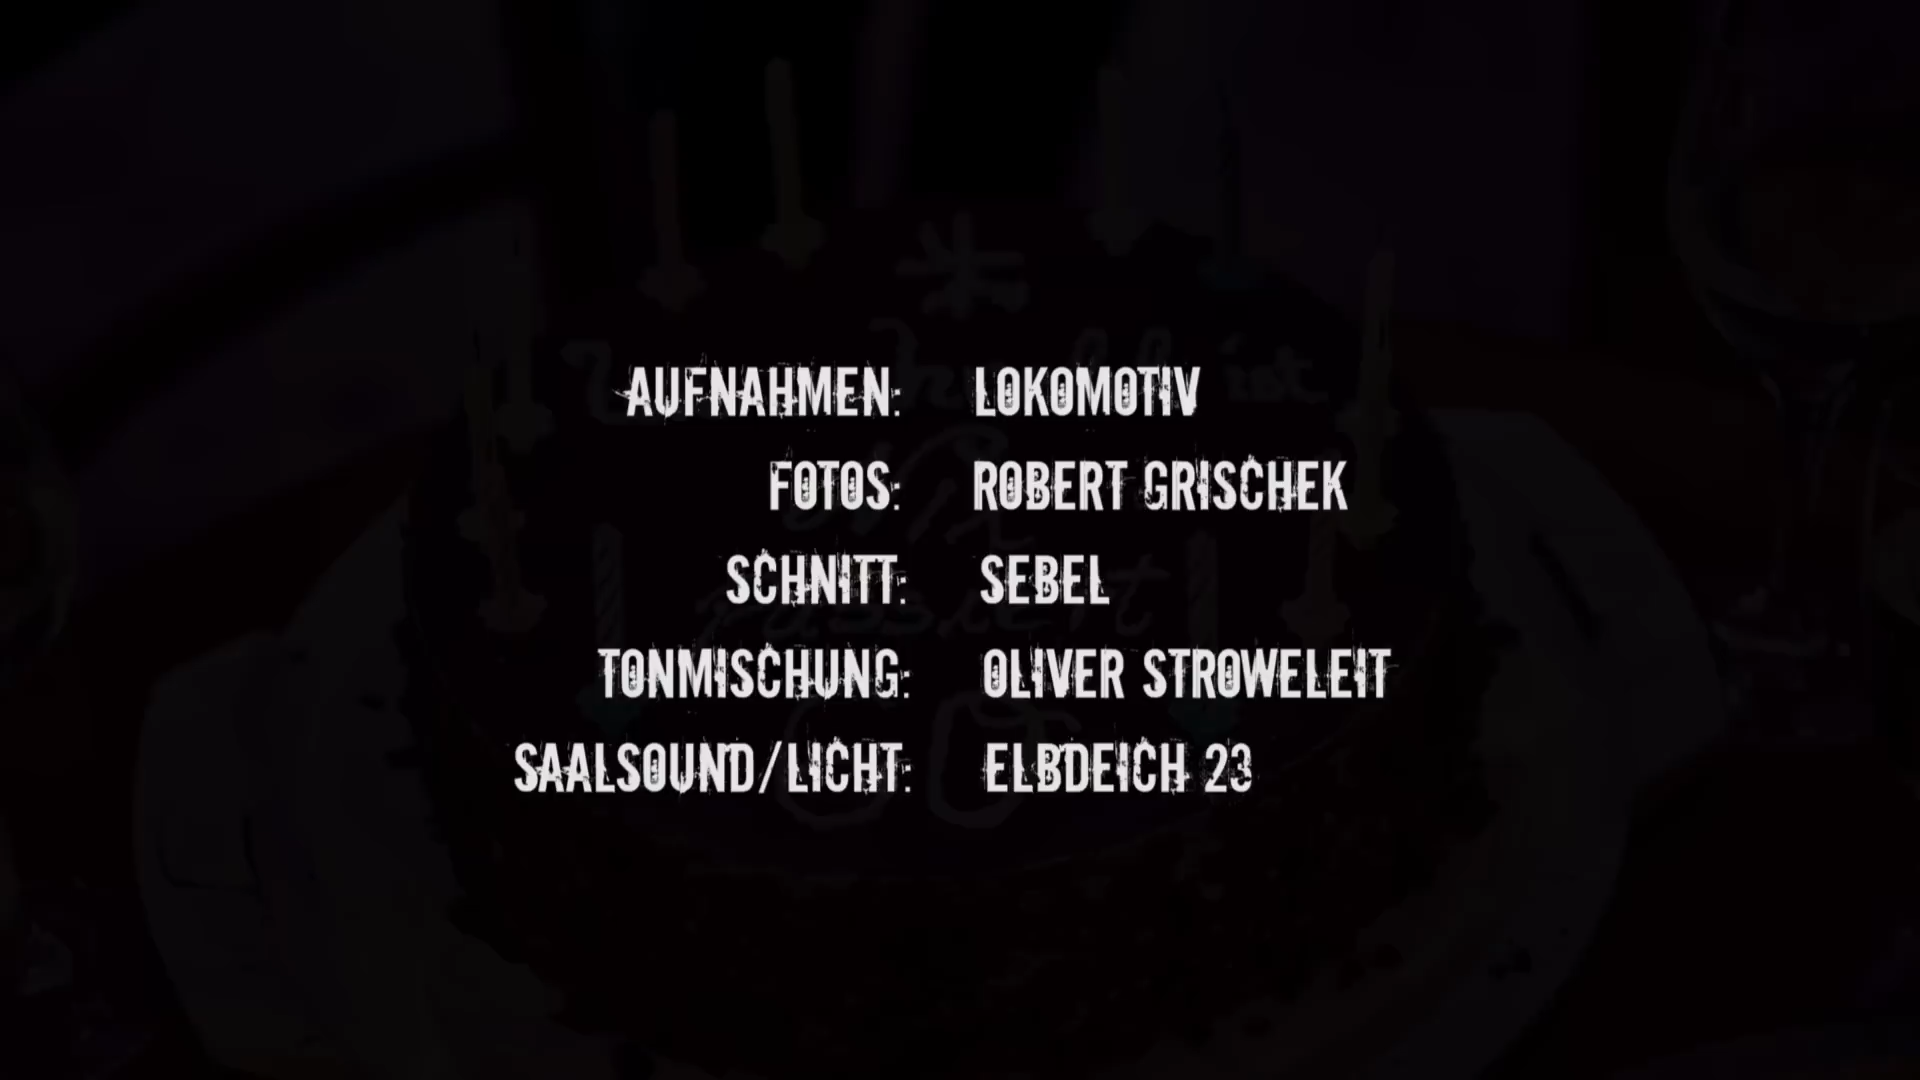 AUFNAHMEN: LOKOMOTIV
FOTOS: ROBERT GRISCHEK
SCHNITT: SEBEL
TONMISCHUNG: OLIVER STROWELEIT
SAALSOUND/LICHT: ELBDEICH 23